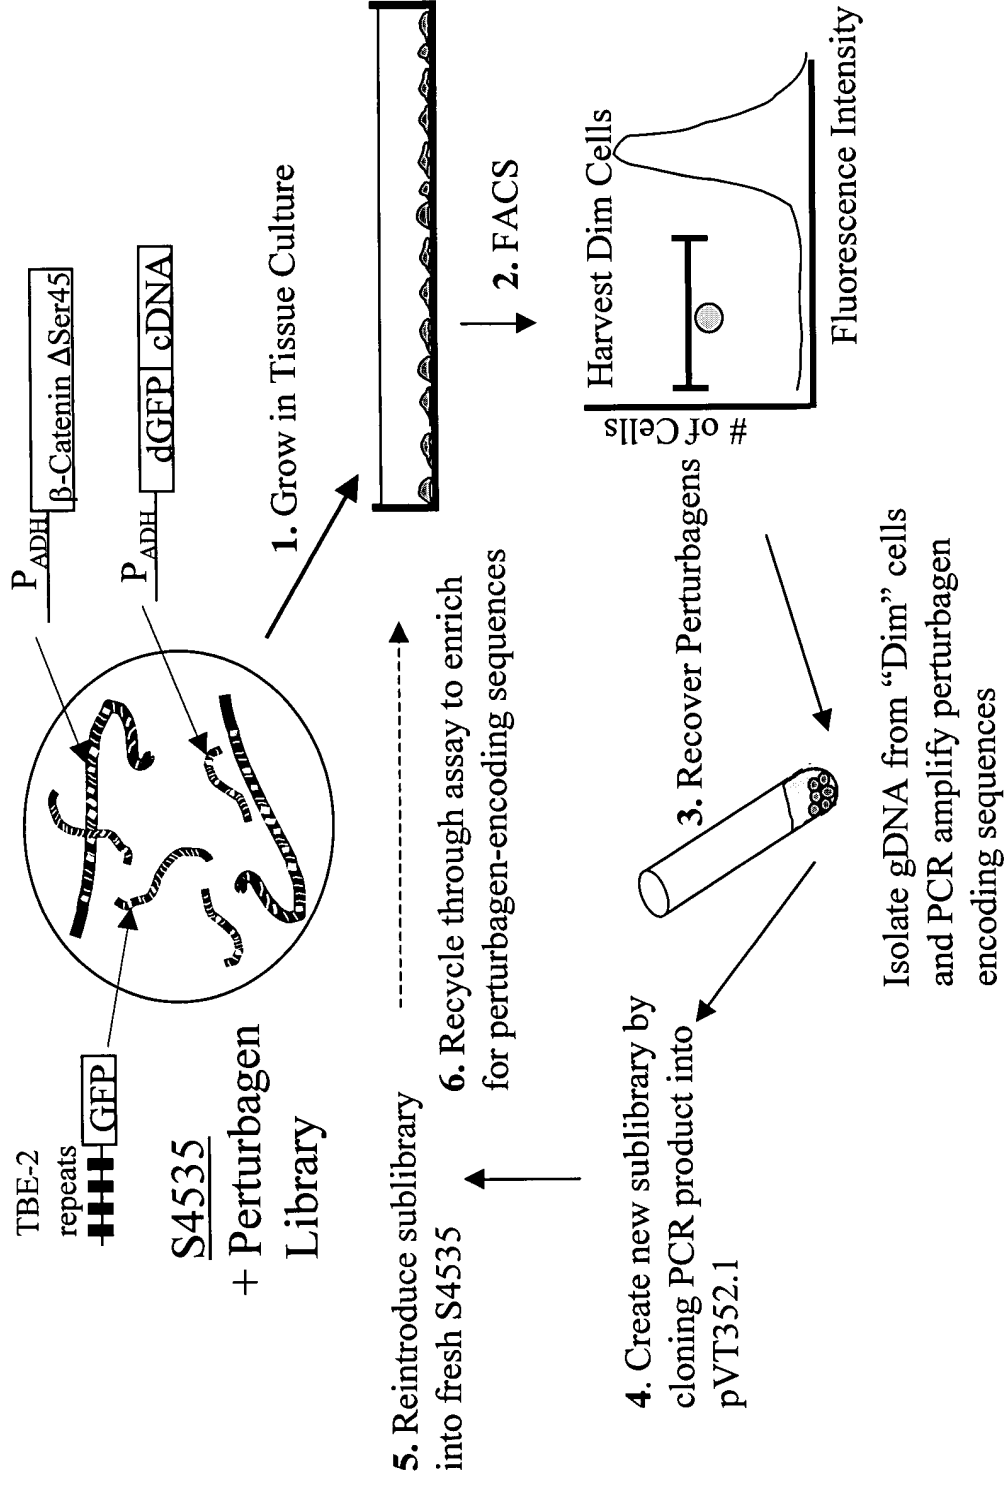 TBE-2
repeats
GFP
P_ADH
β-Catenin ΔSer45
P_ADH
dGFP cDNA
S4535
+ Perturbagen
Library
1. Grow in Tissue Culture
2. FACS
Harvest Dim Cells
# of Cells
Fluorescence Intensity
3. Recover Perturbagens
Isolate gDNA from “Dim” cells
and PCR amplify perturbagen
encoding sequences
4. Create new sublibrary by
cloning PCR product into
pVT352.1
5. Reintroduce sublibrary
into fresh S4535
6. Recycle through assay to enrich
for perturbagen-encoding sequences